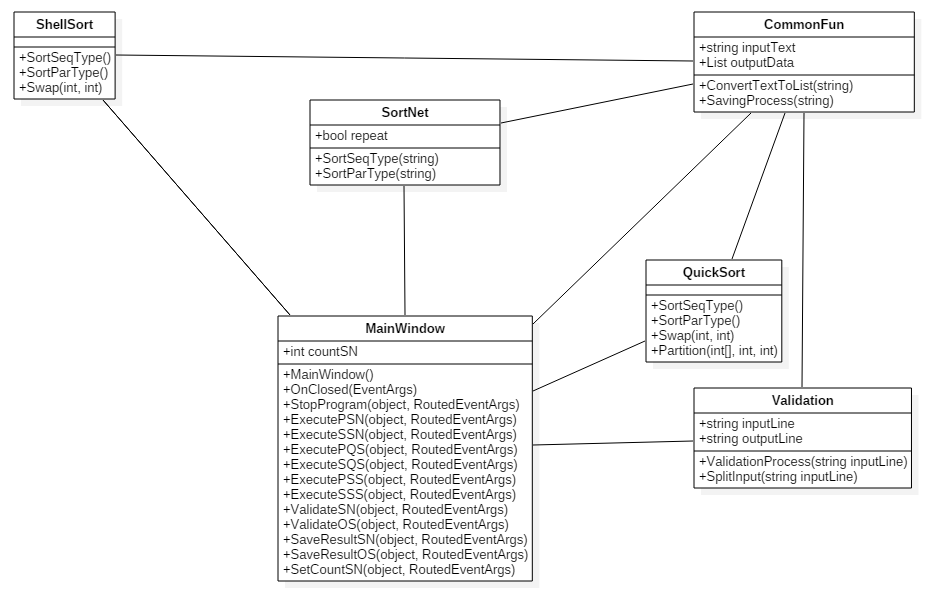 ShellSort
+SortSeqType()
+SortParType()
+Swap(int, int)
CommonFun
+string inputText
+List outputData
+ConvertTextToList(string)
+SavingProcess(string)
SortNet
+bool repeat
+SortSeqType(string)
+SortParType(string)
QuickSort
+SortSeqType()
+SortParType()
+Swap(int, int)
+Partition(int[], int, int)
MainWindow
+int countSN
+MainWindow()
+OnClosed(EventArgs)
+StopProgram(object, RoutedEventArgs)
+ExecutePSN(object, RoutedEventArgs)
+ExecuteSSN(object, RoutedEventArgs)
+ExecutePQS(object, RoutedEventArgs)
+ExecuteSQS(object, RoutedEventArgs)
+ExecutePSS(object, RoutedEventArgs)
+ExecuteSSS(object, RoutedEventArgs)
+ValidateSN(object, RoutedEventArgs)
+ValidateOS(object, RoutedEventArgs)
+SaveResultSN(object, RoutedEventArgs)
+SaveResultOS(object, RoutedEventArgs)
+SetCountSN(object, RoutedEventArgs)
Validation
+string inputLine
+string outputLine
+ValidationProcess(string inputLine)
+SplitInput(string inputLine)